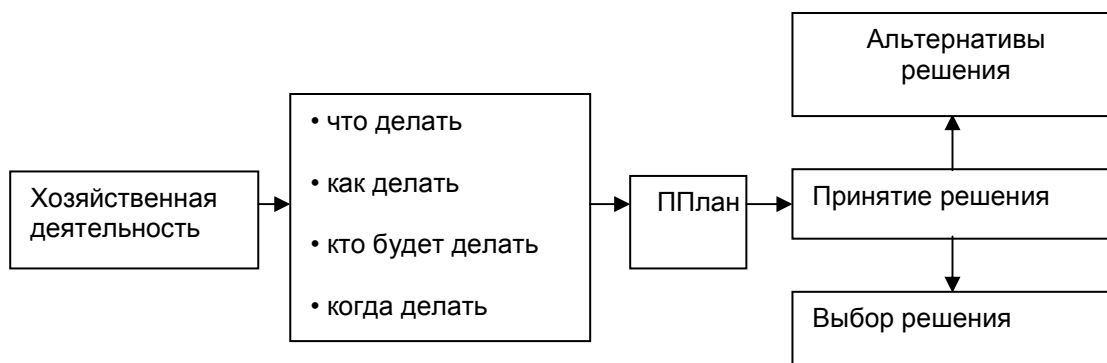 Хозяйственная
деятельность
• что делать
• как делать
• кто будет делать
• когда делать
ППлан
Альтернативы
решения
Принятие решения
Выбор решения